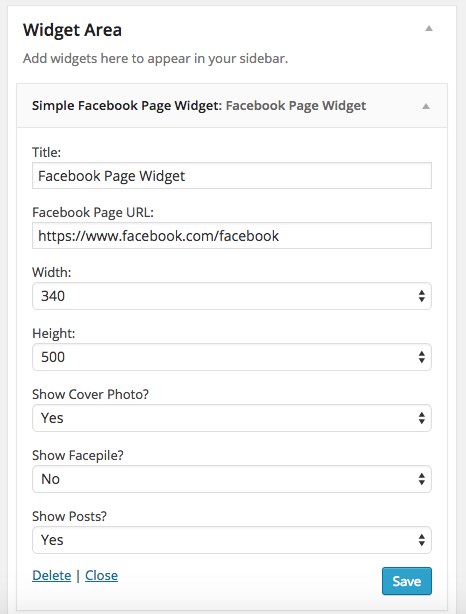 Widget Area
Add widgets here to appear in your sidebar.
Simple Facebook Page Widget: Facebook Page Widget
Title:
Facebook Page Widget
Facebook Page URL:
https://www.facebook.com/facebook
Width:
340
Height:
500
Show Cover Photo?
Yes
Show Facepile?
No
Show Posts?
Yes
Delete | Close
Save